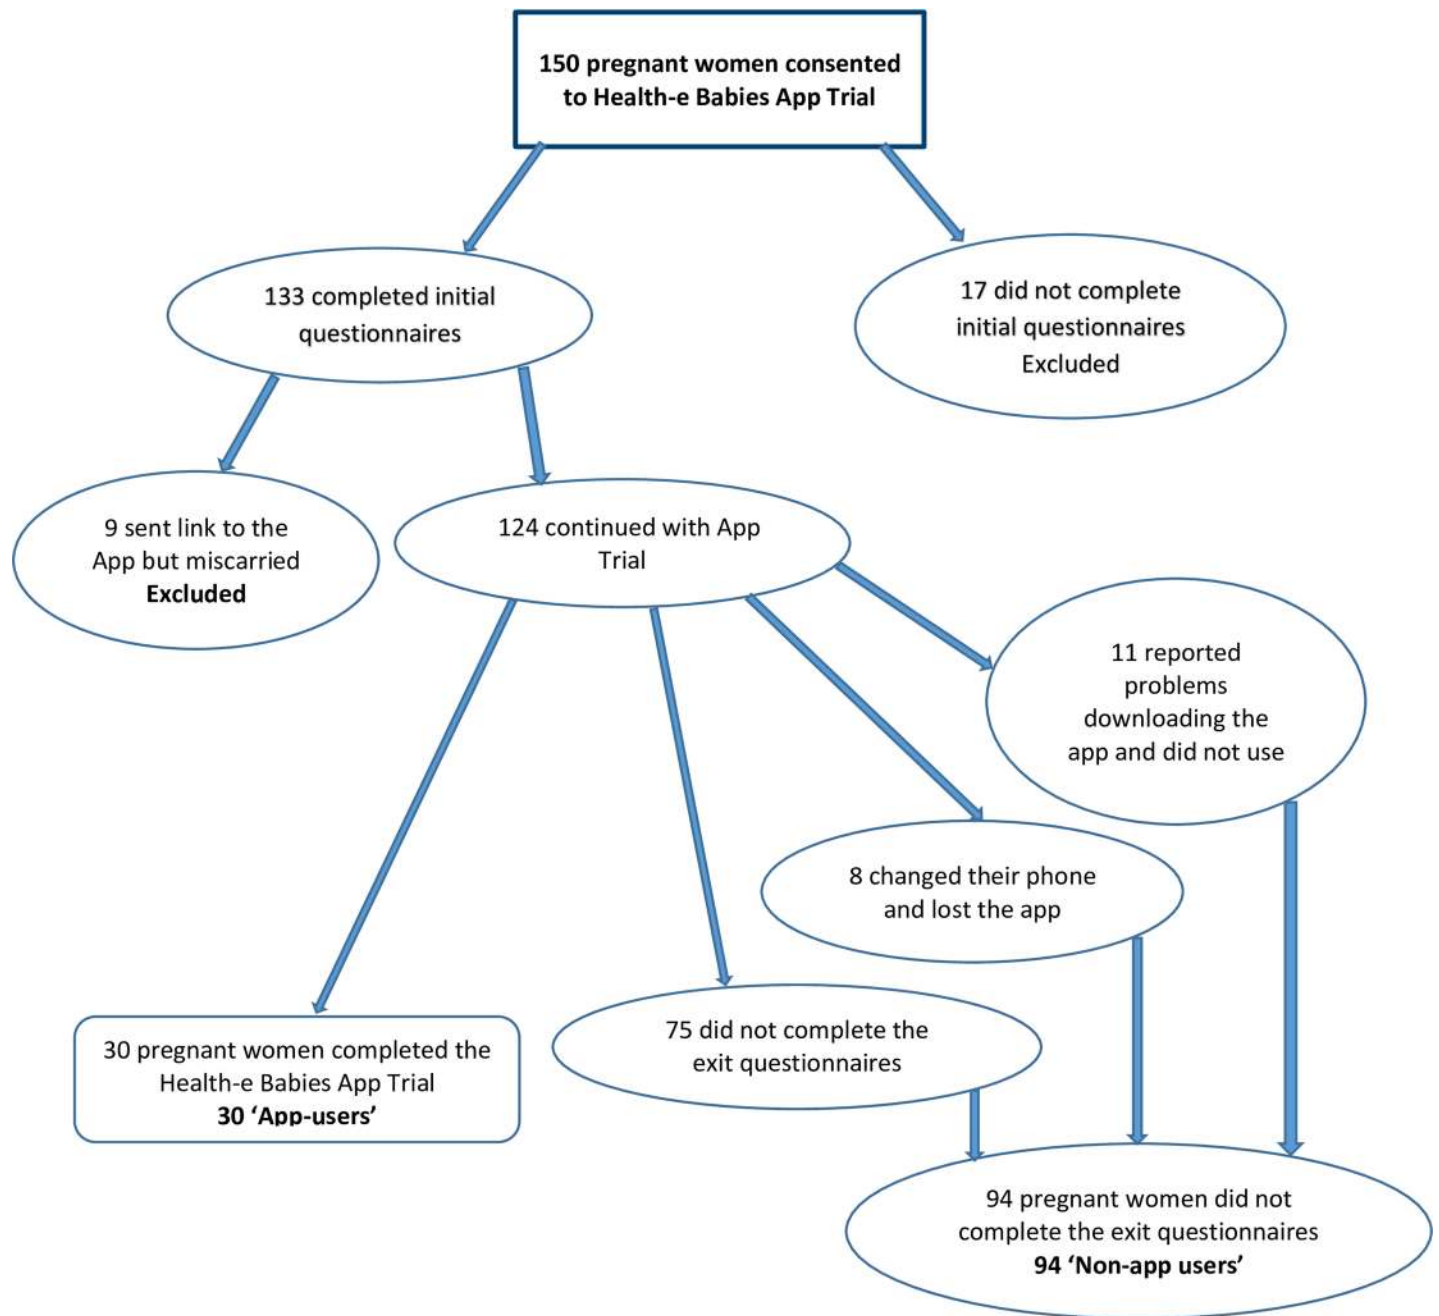 150 pregnant women consented
to Health-e Babies App Trial
133 completed initial
questionnaires
17 did not complete
initial questionnaires
Excluded
9 sent link to the
App but miscarried
Excluded
124 continued with App
Trial
11 reported
problems
downloading the
app and did not use
8 changed their phone
and lost the app
75 did not complete the
exit questionnaires
30 pregnant women completed the
Health-e Babies App Trial
30 ‘App-users’
94 pregnant women did not
complete the exit questionnaires
94 ‘Non-app users’